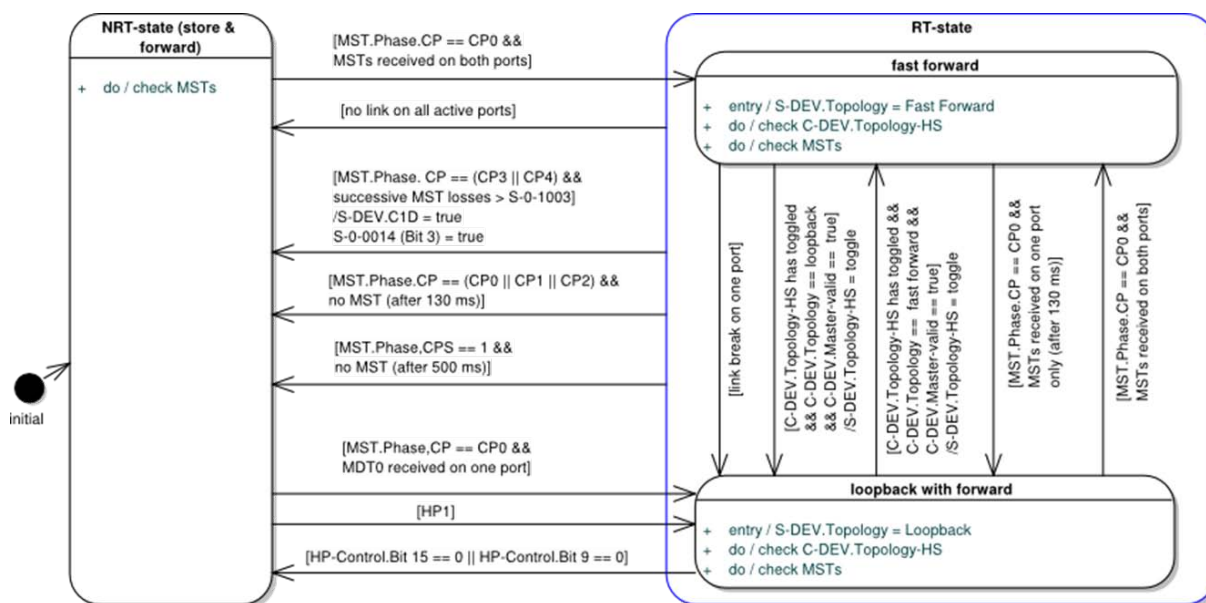 NRT-state (store &
forward)
+ do / check MSTs
initial
[MST.Phase.CP == CP0 &&
MSTs received on both ports]
[no link on all active ports]
[MST.Phase. CP == (CP3 || CP4) &&
successive MST losses > S-0-1003]
/S-DEV.C1D = true
S-0-0014 (Bit 3) = true
[MST.Phase.CP == (CP0 || CP1 || CP2) &&
no MST (after 130 ms)]
[MST.Phase,CPS == 1 &&
no MST (after 500 ms)]
[MST.Phase,CP == CP0 &&
MDT0 received on one port]
[HP1]
[HP-Control.Bit 15 == 0 || HP-Control.Bit 9 == 0]
RT-state
fast forward
+ entry / S-DEV.Topology = Fast Forward
+ do / check C-DEV.Topology-HS
+ do / check MSTs
[link break on one port]
[C-DEV.Topology-HS has toggled
&& C-DEV.Topology == loopback
&& C-DEV.Master-valid == true]
/S-DEV.Topology-HS = toggle
[C-DEV.Topology-HS has toggled &&
C-DEV.Topology == fast forward &&
C-DEV.Master-valid == true]
/S-DEV.Topology-HS = toggle
[MST.Phase.CP == CP0 &&
MSTs received on one port
only (after 130 ms)]
[MST.Phase.CP == CP0 &&
MSTs received on both ports]
loopback with forward
+ entry / S-DEV.Topology = Loopback
+ do / check C-DEV.Topology-HS
+ do / check MSTs